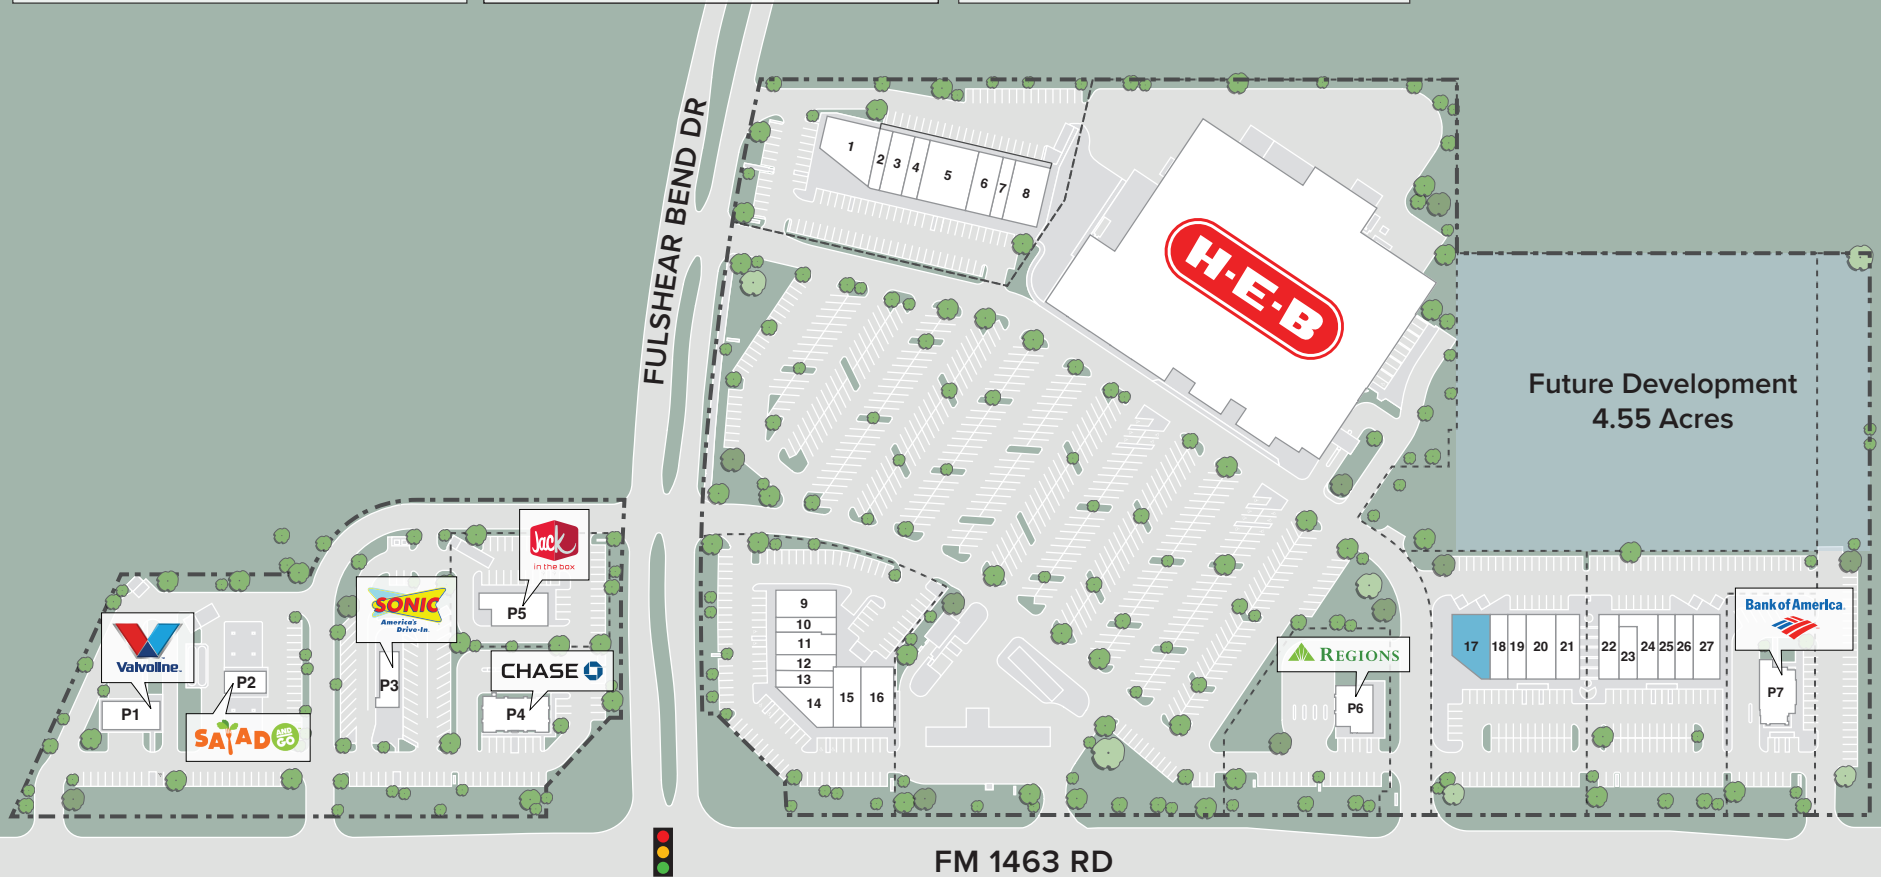 FULSHEAR BEND DR
1
2
3
4
5
6
7
8
H·E·B
Future Development
4.55 Acres
Jack
in the box
P5
SONIC
America's
Drive-In.
P3
CHASE
P4
Valvoline
P1
P2
SALAD AND GO
9
10
11
12
13
14
15
16
REGIONS
P6
17
18
19
20
21
22
23
24
25
26
27
Bank of America
P7
FM 1463 RD